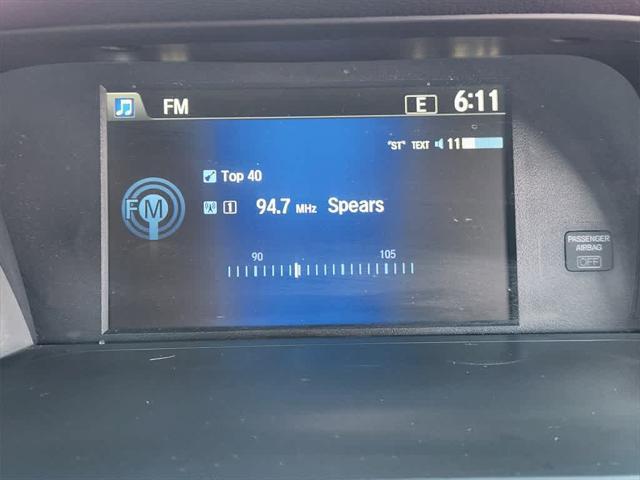 FM E 6:11
"ST" TEXT 11
Top 40
FM
1 94.7 MHz Spears
90 105
PASSENGER
AIRBAG
OFF